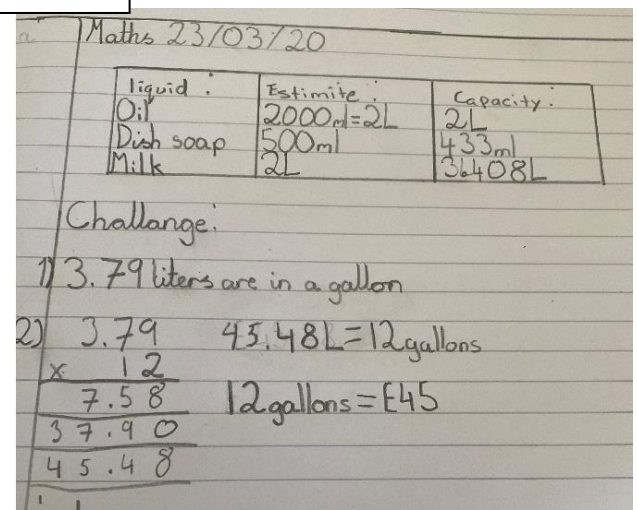 Maths 23/03/20
liquid: Estimite: Capacity:
Oil 2000ml=2L 2L
Dish soap 500ml 433ml
Milk 2L 36408L
Challange:
1) 3.79 liters are in a gallon
2) 3.79 45.48L=12gallons
x 12
7.58 12gallons=£45
37.90
45.48